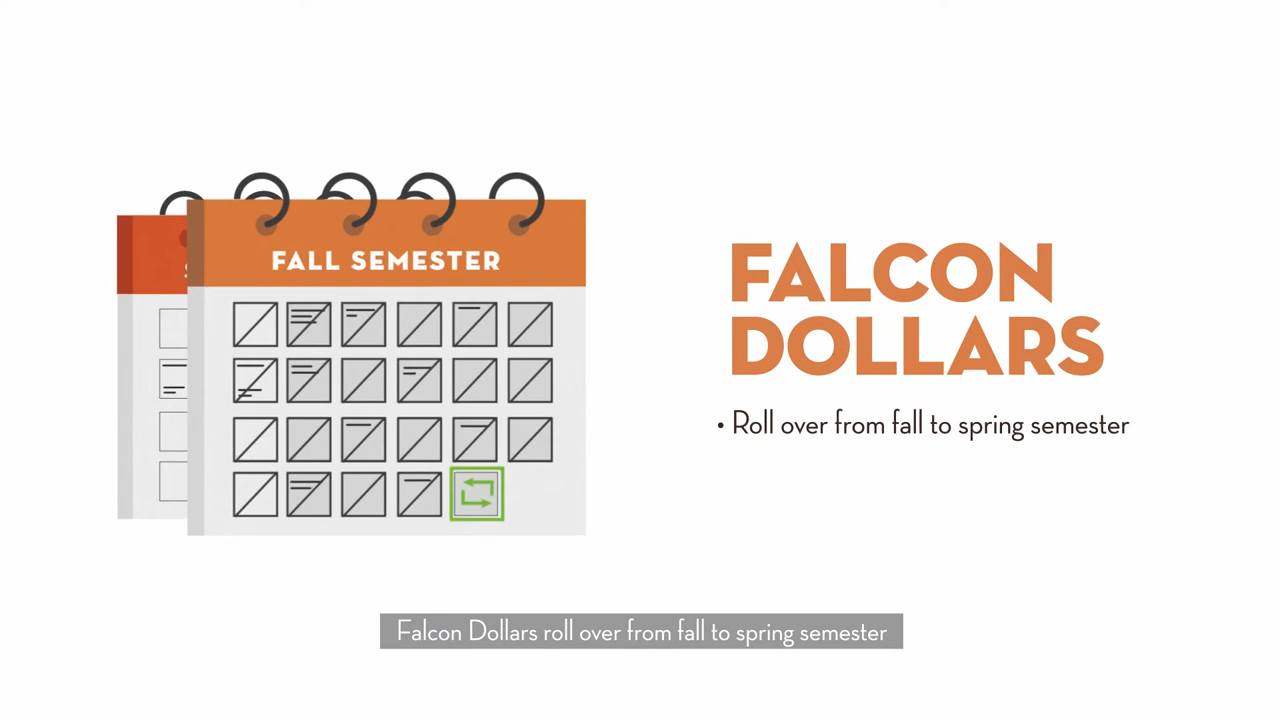 FALL SEMESTER
S
FALCON
DOLLARS
• Roll over from fall to spring semester
Falcon Dollars roll over from fall to spring semester